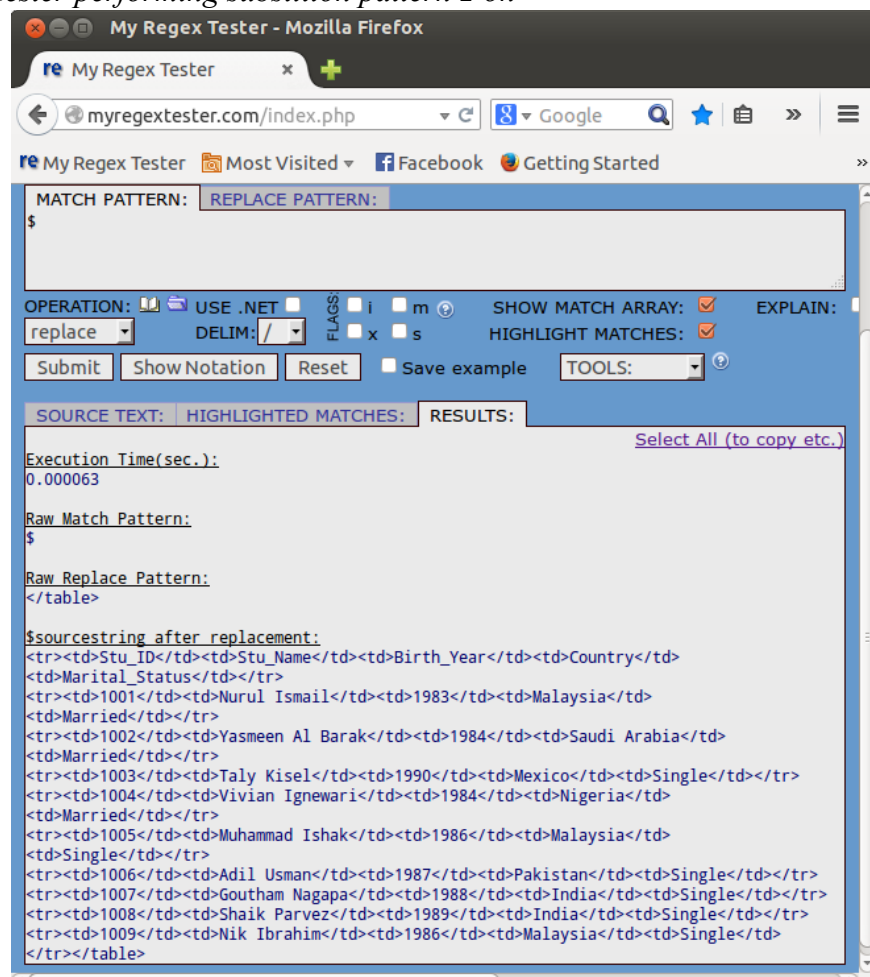 My Regex Tester - Mozilla Firefox
re My Regex Tester ×
myregextester.com/index.php Google »
re My Regex Tester Most Visited Facebook Getting Started »
MATCH PATTERN: REPLACE PATTERN:
$
OPERATION: USE .NET FLAGS: i m SHOW MATCH ARRAY: EXPLAIN:
replace DELIM: / x s HIGHLIGHT MATCHES:
Submit Show Notation Reset Save example TOOLS:
SOURCE TEXT: HIGHLIGHTED MATCHES: RESULTS:
Select All (to copy etc.)
Execution Time(sec.):
0.000063
Raw Match Pattern:
$
Raw Replace Pattern:
</table>
$sourcestring after replacement:
<tr><td>Stu_ID</td><td>Stu_Name</td><td>Birth_Year</td><td>Country</td>
<td>Marital_Status</td></tr>
<tr><td>1001</td><td>Nurul Ismail</td><td>1983</td><td>Malaysia</td>
<td>Married</td></tr>
<tr><td>1002</td><td>Yasmeen Al Barak</td><td>1984</td><td>Saudi Arabia</td>
<td>Married</td></tr>
<tr><td>1003</td><td>Taly Kisel</td><td>1990</td><td>Mexico</td><td>Single</td></tr>
<tr><td>1004</td><td>Vivian Ignewari</td><td>1984</td><td>Nigeria</td>
<td>Married</td></tr>
<tr><td>1005</td><td>Muhammad Ishak</td><td>1986</td><td>Malaysia</td>
<td>Single</td></tr>
<tr><td>1006</td><td>Adil Usman</td><td>1987</td><td>Pakistan</td><td>Single</td></tr>
<tr><td>1007</td><td>Goutham Nagapa</td><td>1988</td><td>India</td><td>Single</td></tr>
<tr><td>1008</td><td>Shaik Parvez</td><td>1989</td><td>India</td><td>Single</td></tr>
<tr><td>1009</td><td>Nik Ibrahim</td><td>1986</td><td>Malaysia</td><td>Single</td>
</tr></table>